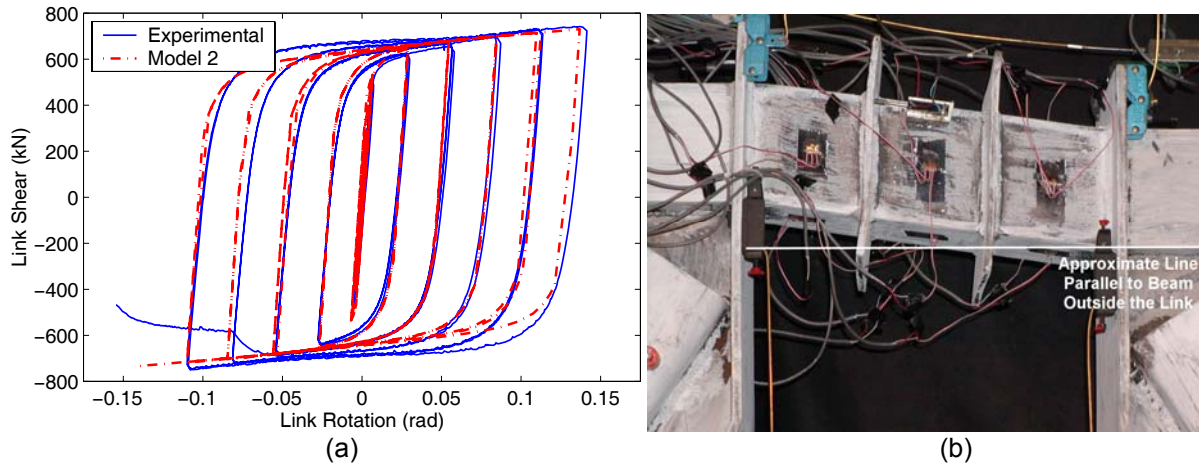 800
600
400
200
0
−200
−400
−600
−800
Link Shear (kN)
Experimental
Model 2
−0.15
−0.1
−0.05
0
0.05
0.1
0.15
Link Rotation (rad)
(a)
Approximate Line
Parallel to Beam
Outside the Link
(b)